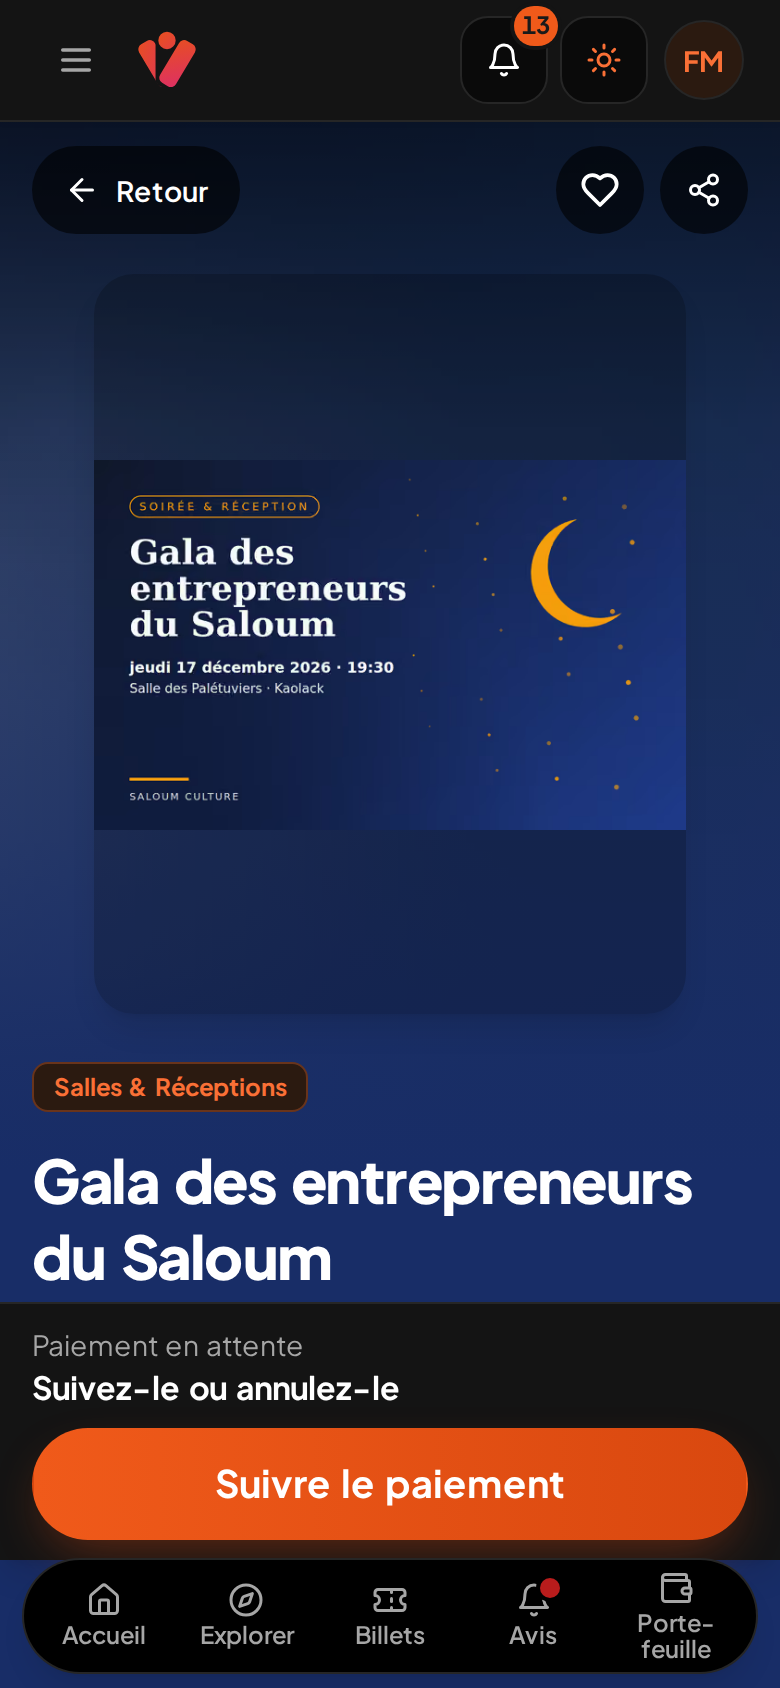 13
FM
Retour
SOIRÉE & RÉCEPTION
Gala des
entrepreneurs
du Saloum
jeudi 17 décembre 2026 · 19:30
Salle des Palétuviers · Kaolack
SALOUM CULTURE
Salles & Réceptions
Gala des entrepreneurs
du Saloum
Paiement en attente
Suivez-le ou annulez-le
Suivre le paiement
Accueil
Explorer
Billets
Avis
Porte-
feuille